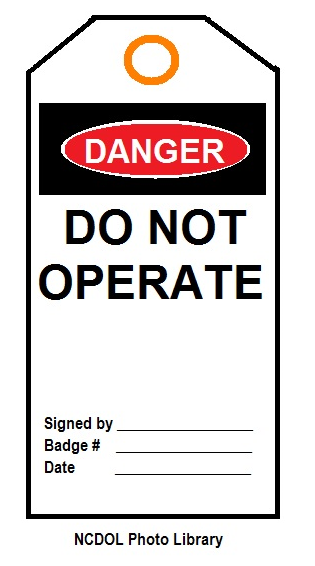 DANGER
DO NOT
OPERATE
Signed by
Badge #
Date
NCDOL Photo Library